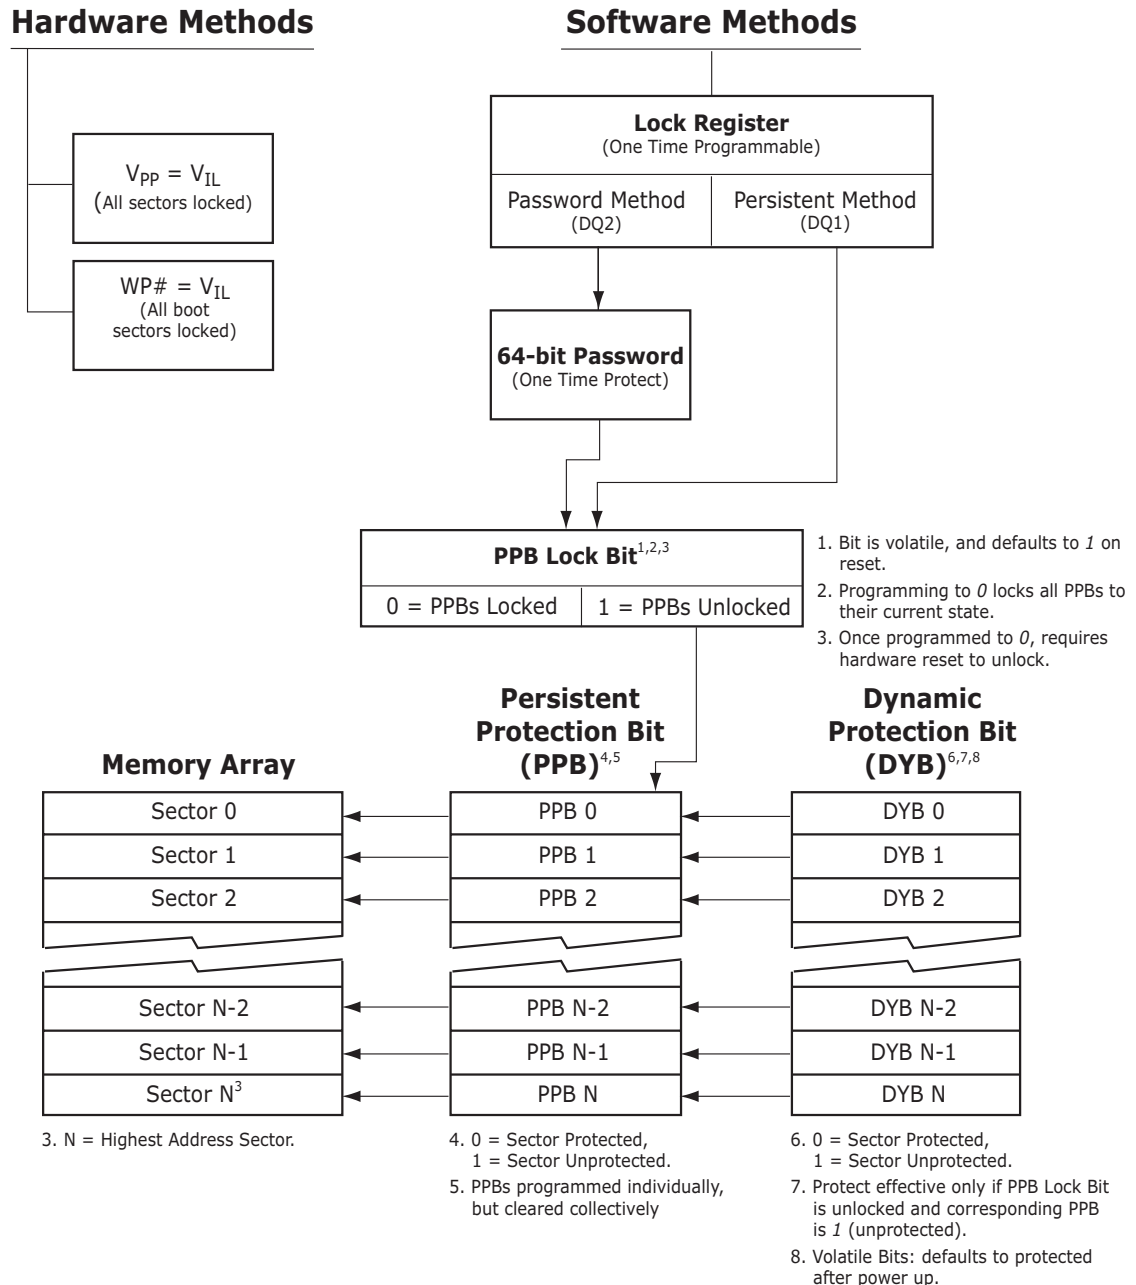 Hardware Methods
Software Methods
V_PP = V_IL
(All sectors locked)
WP# = V_IL
(All boot
sectors locked)
Lock Register
(One Time Programmable)
Password Method
(DQ2)
Persistent Method
(DQ1)
64-bit Password
(One Time Protect)
PPB Lock Bit1,2,3
0 = PPBs Locked
1 = PPBs Unlocked
1. Bit is volatile, and defaults to 1 on
reset.
2. Programming to 0 locks all PPBs to
their current state.
3. Once programmed to 0, requires
hardware reset to unlock.
Memory Array
Persistent
Protection Bit
(PPB)4,5
Dynamic
Protection Bit
(DYB)6,7,8
Sector 0
PPB 0
DYB 0
Sector 1
PPB 1
DYB 1
Sector 2
PPB 2
DYB 2
Sector N-2
PPB N-2
DYB N-2
Sector N-1
PPB N-1
DYB N-1
Sector N3
PPB N
DYB N
3. N = Highest Address Sector.
4. 0 = Sector Protected,
1 = Sector Unprotected.
5. PPBs programmed individually,
but cleared collectively
6. 0 = Sector Protected,
1 = Sector Unprotected.
7. Protect effective only if PPB Lock Bit
is unlocked and corresponding PPB
is 1 (unprotected).
8. Volatile Bits: defaults to protected
after power up.